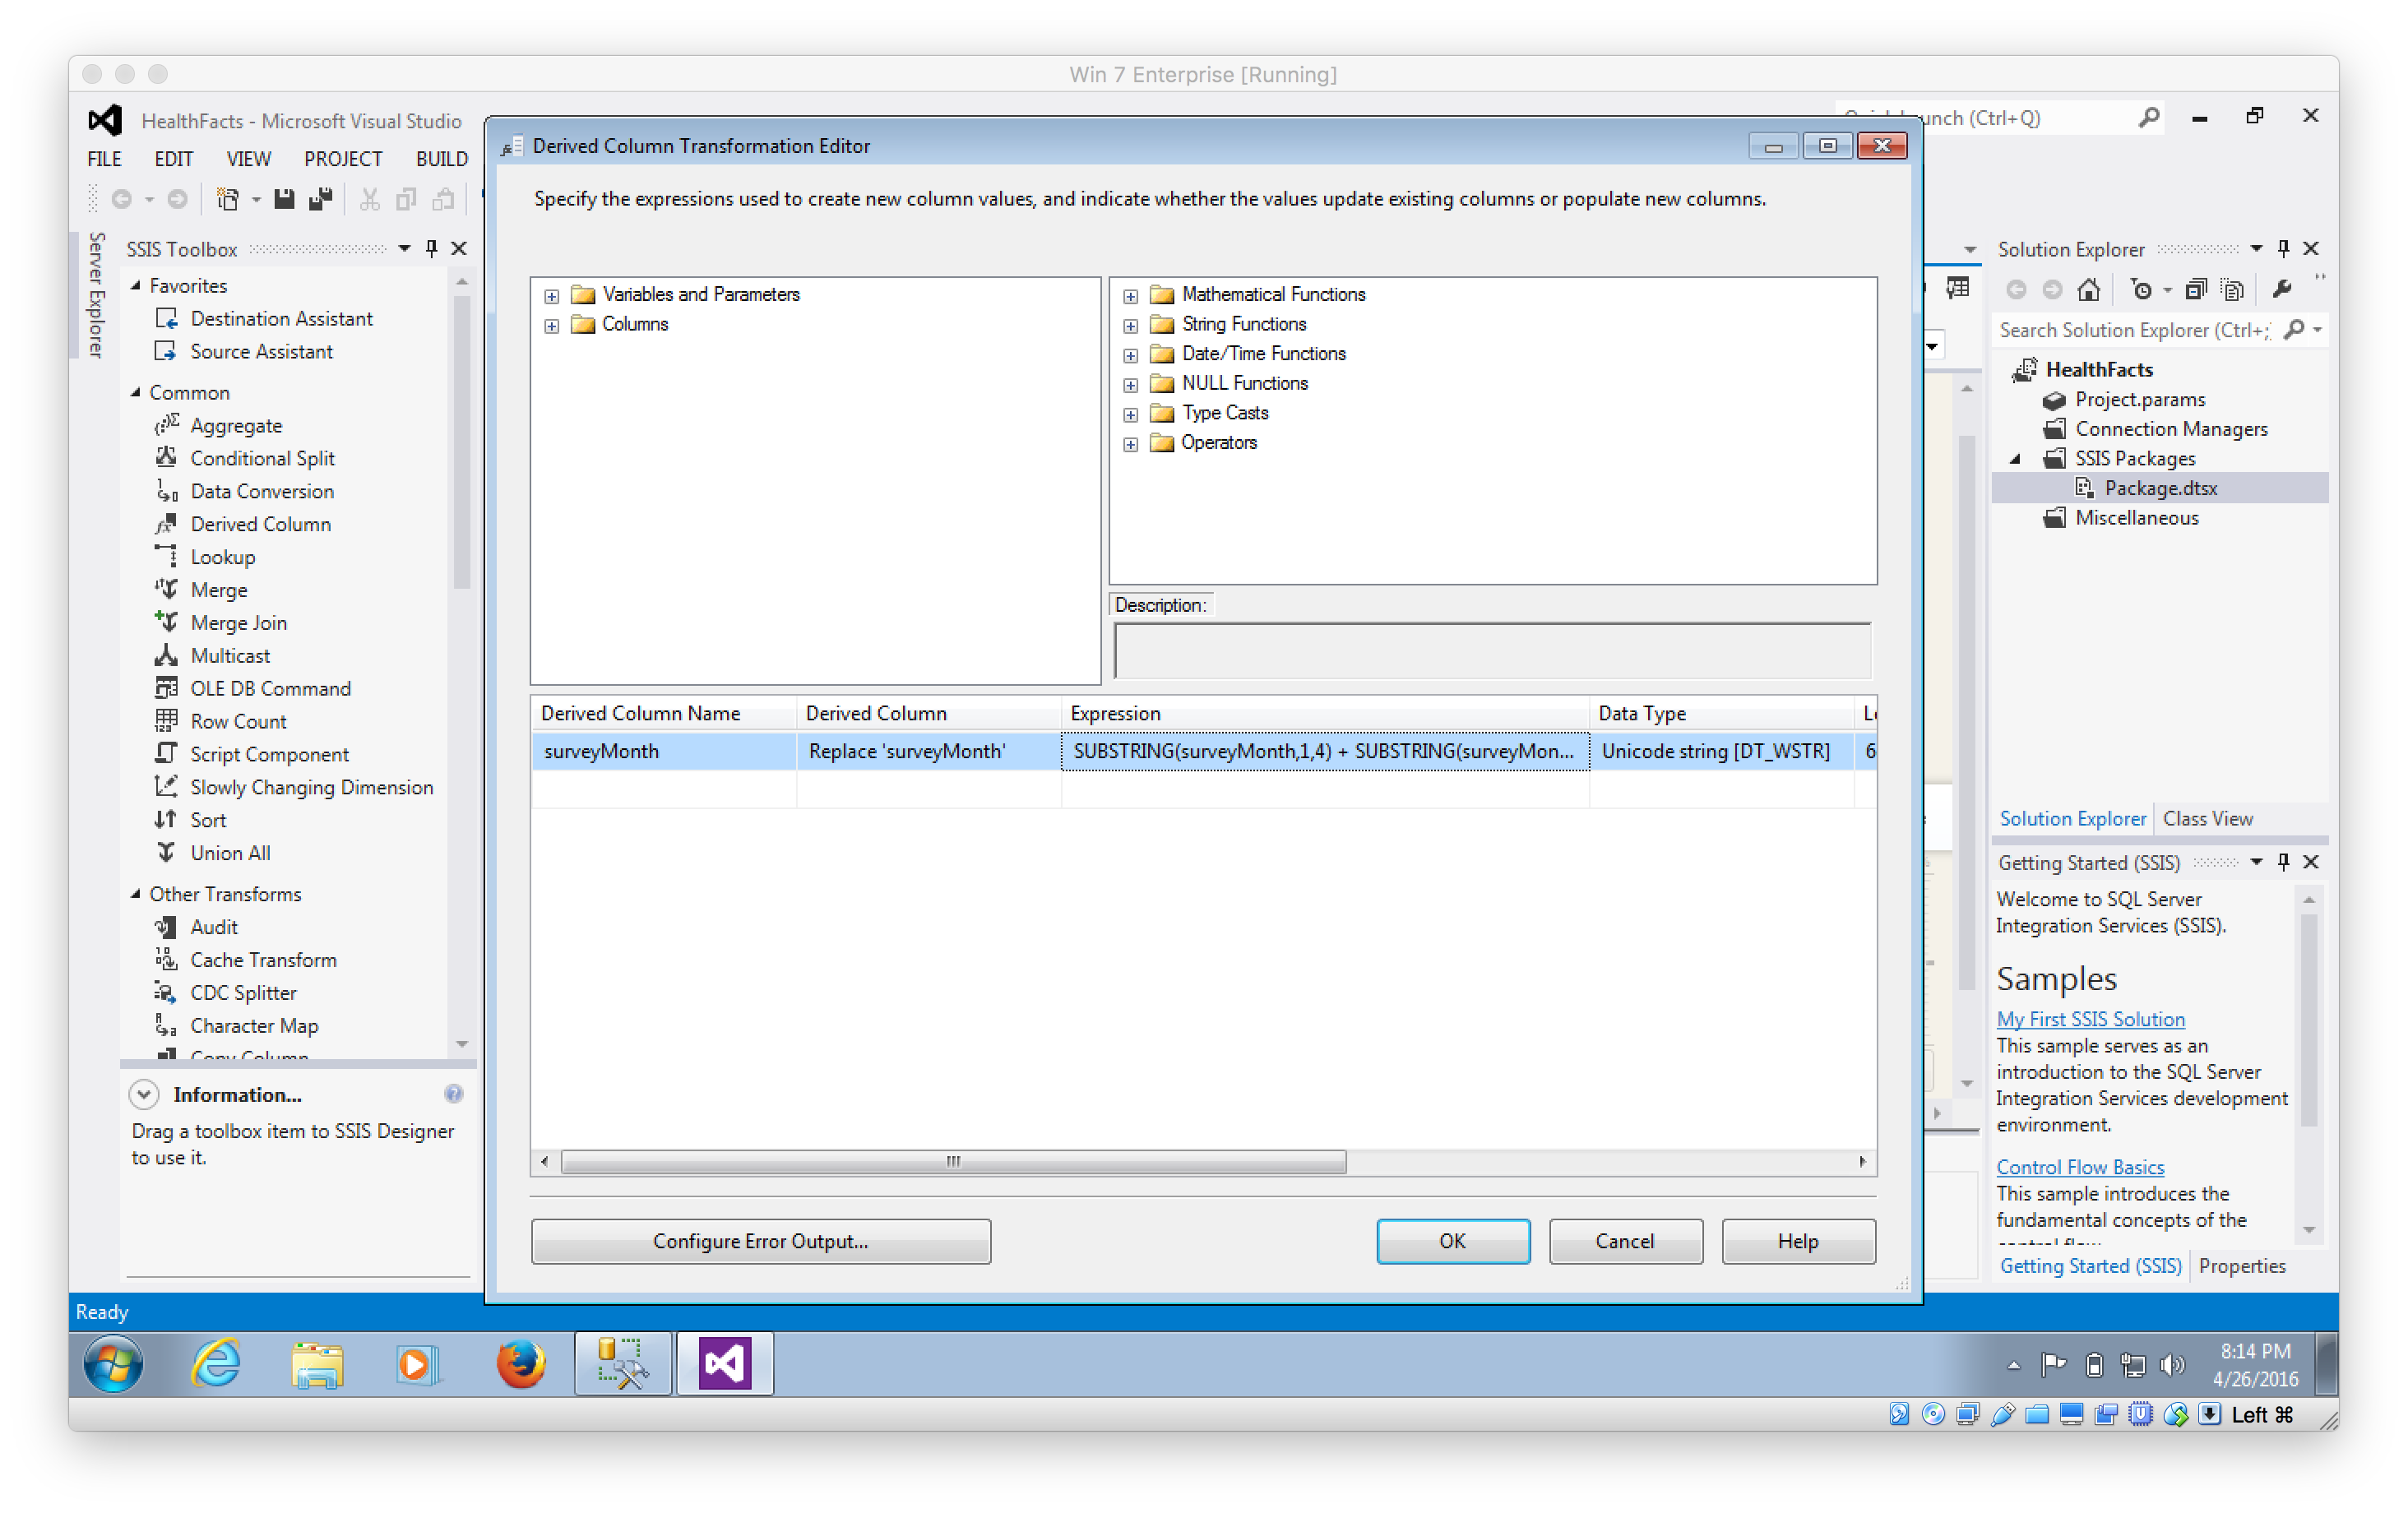 Win 7 Enterprise [Running]
HealthFacts - Microsoft Visual Studio
unch (Ctrl+Q)
FILE EDIT VIEW PROJECT BUILD
Server Explorer
SSIS Toolbox
Favorites
Destination Assistant
Source Assistant
Common
Aggregate
Conditional Split
Data Conversion
Derived Column
Lookup
Merge
Merge Join
Multicast
OLE DB Command
Row Count
Script Component
Slowly Changing Dimension
Sort
Union All
Other Transforms
Audit
Cache Transform
CDC Splitter
Character Map
Copy Column
Information...
Drag a toolbox item to SSIS Designer
to use it.
Derived Column Transformation Editor
Specify the expressions used to create new column values, and indicate whether the values update existing columns or populate new columns.
Variables and Parameters
Columns
Mathematical Functions
String Functions
Date/Time Functions
NULL Functions
Type Casts
Operators
Description:
Derived Column Name Derived Column Expression Data Type
surveyMonth Replace 'surveyMonth' SUBSTRING(surveyMonth,1,4) + SUBSTRING(surveyMon... Unicode string [DT_WSTR] 6
Configure Error Output... OK Cancel Help
Solution Explorer
Search Solution Explorer (Ctrl+;
HealthFacts
Project.params
Connection Managers
SSIS Packages
Package.dtsx
Miscellaneous
Solution Explorer Class View
Getting Started (SSIS)
Welcome to SQL Server
Integration Services (SSIS).
Samples
My First SSIS Solution
This sample serves as an
introduction to the SQL Server
Integration Services development
environment.
Control Flow Basics
This sample introduces the
fundamental concepts of the
control flow
Getting Started (SSIS) Properties
Ready
8:14 PM
4/26/2016
Left ⌘